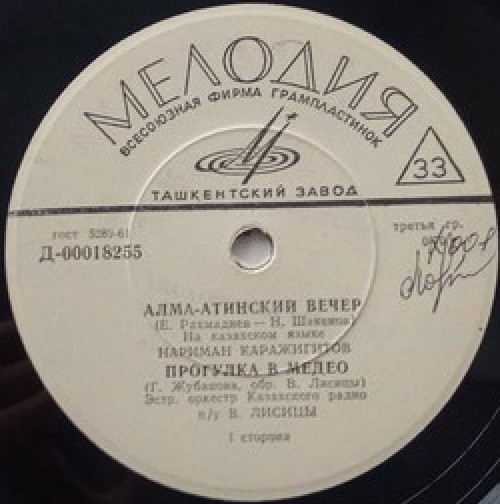 МЕЛОДИЯ
ВСЕСОЮЗНАЯ ФИРМА ГРАМПЛАСТИНОК
33
ТАШКЕНТСКИЙ ЗАВОД
гост 5289-61
третья гр.
Д-00018255
АЛМА-АТИНСКИЙ ВЕЧЕР
(Е. Рахмадиев — Н. Шакенов)
На казахском языке
НАРИМАН КАРАЖИГИТОВ
ПРОГУЛКА В МЕДЕО
(Г. Жубанова, обр. В. Лисицы)
Эстр. оркестр Казахского радио
п/у В. ЛИСИЦЫ
1 сторона